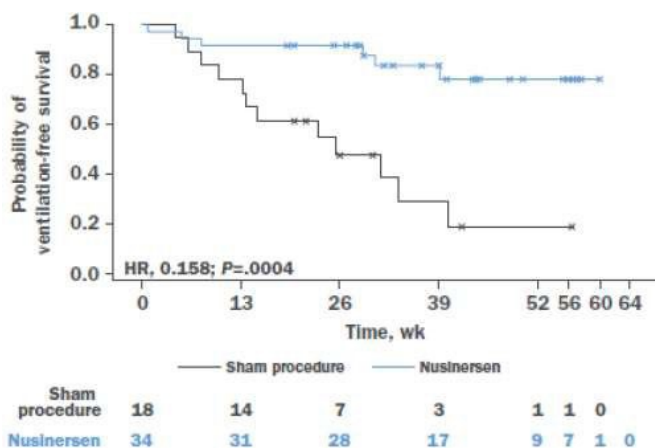 1.0
0.8
0.6
0.4
0.2
0.0
Probability of
ventilation-free survival
HR, 0.158; P=.0004
0 13 26 39 52 56 60 64
Time, wk
Sham procedure Nusinersen
Sham
procedure 18 14 7 3 1 1 0
Nusinersen 34 31 28 17 9 7 1 0